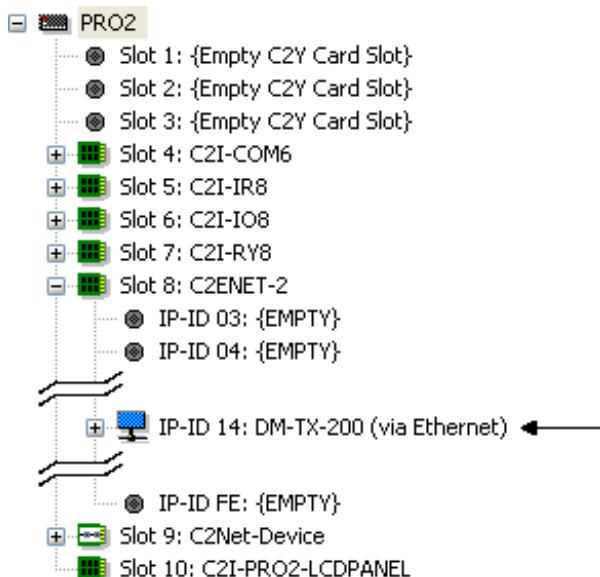 PRO2
Slot 1: {Empty C2Y Card Slot}
Slot 2: {Empty C2Y Card Slot}
Slot 3: {Empty C2Y Card Slot}
Slot 4: C2I-COM6
Slot 5: C2I-IR8
Slot 6: C2I-IO8
Slot 7: C2I-RY8
Slot 8: C2ENET-2
IP-ID 03: {EMPTY}
IP-ID 04: {EMPTY}
IP-ID 14: DM-TX-200 (via Ethernet)
IP-ID FE: {EMPTY}
Slot 9: C2Net-Device
Slot 10: C2I-PRO2-LCDPANEL